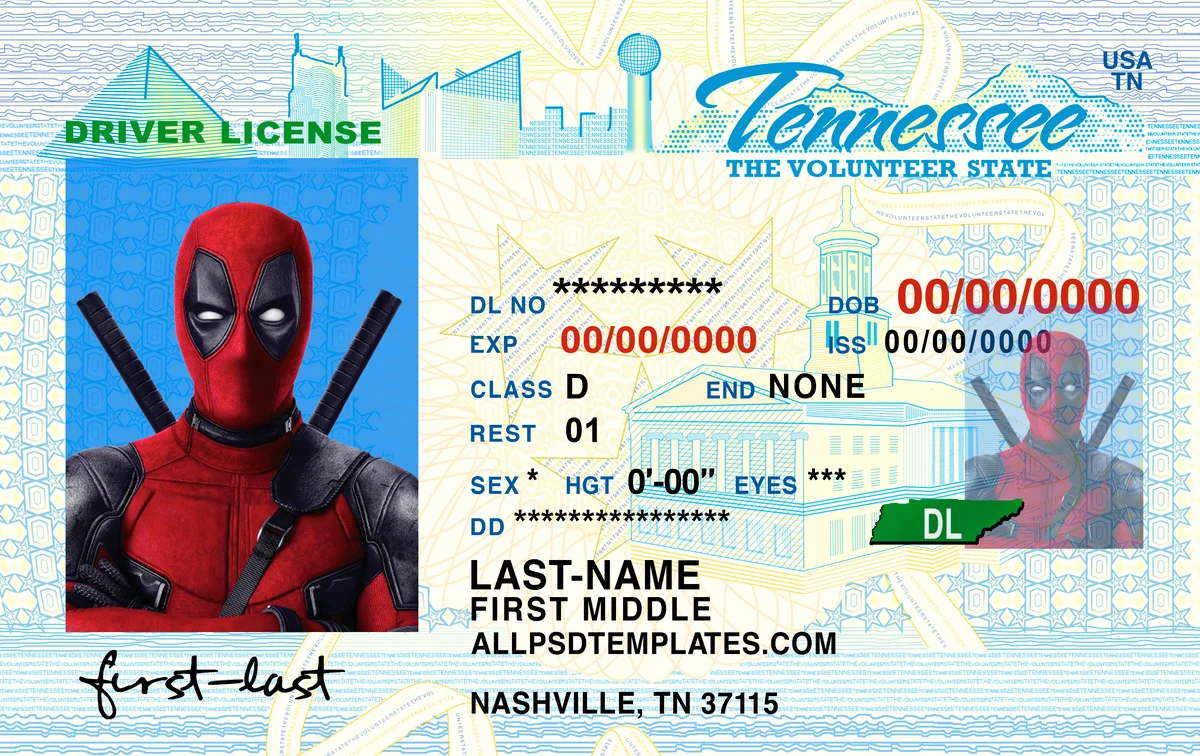 USA
TN
DRIVER LICENSE
Tennessee
THE VOLUNTEER STATE
DL NO *********
DOB 00/00/0000
EXP 00/00/0000
ISS 00/00/0000
CLASS D
END NONE
REST 01
SEX * HGT 0'-00" EYES ***
DD ****************
DL
LAST-NAME
FIRST MIDDLE
ALLPSDTEMPLATES.COM
NASHVILLE, TN 37115
first-last